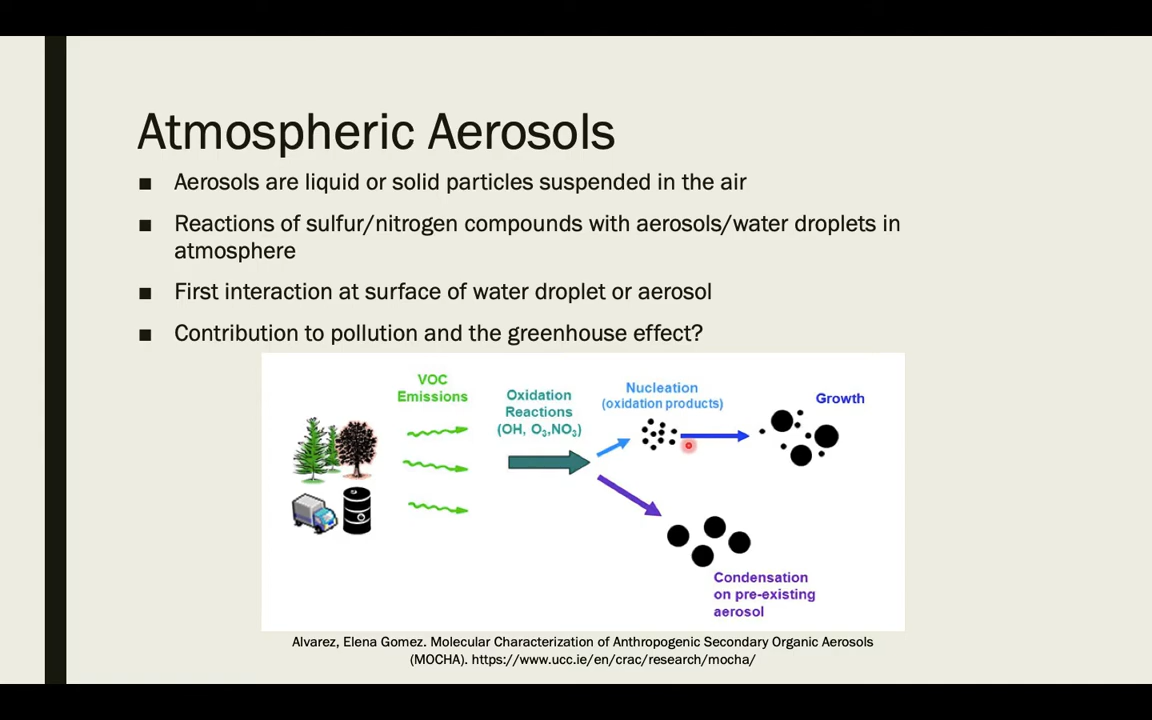 Atmospheric Aerosols
■ Aerosols are liquid or solid particles suspended in the air
■ Reactions of sulfur/nitrogen compounds with aerosols/water droplets in
atmosphere
■ First interaction at surface of water droplet or aerosol
■ Contribution to pollution and the greenhouse effect?
VOC
Emissions
Oxidation
Reactions
(OH, O₃,NO₃)
Nucleation
(oxidation products)
Growth
Condensation
on pre-existing
aerosol
Alvarez, Elena Gomez. Molecular Characterization of Anthropogenic Secondary Organic Aerosols
(MOCHA). https://www.ucc.ie/en/crac/research/mocha/